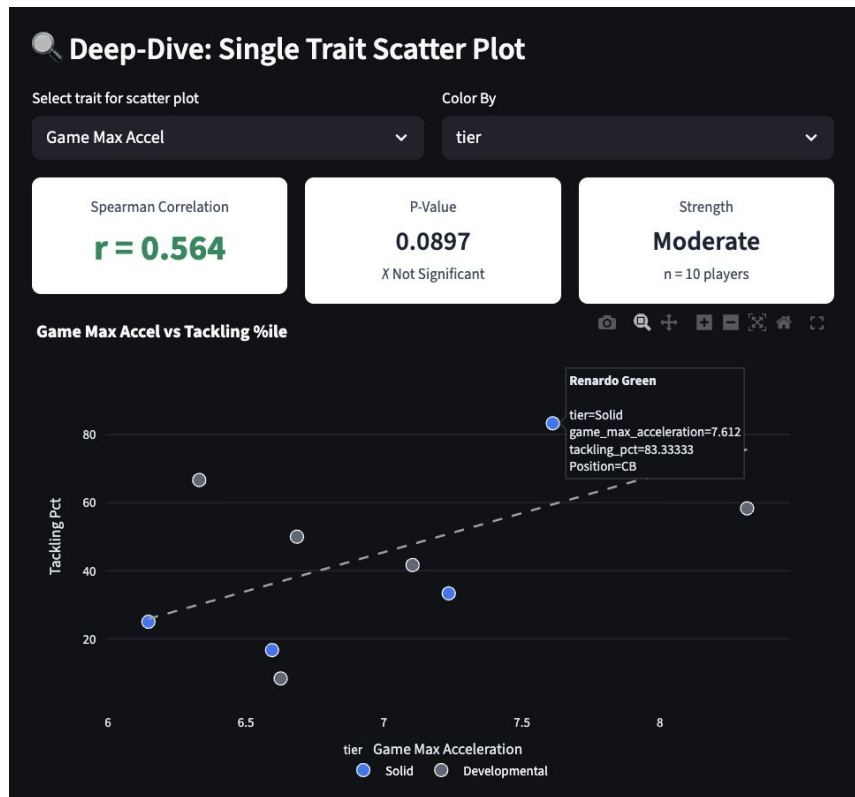 Deep-Dive: Single Trait Scatter Plot
Select trait for scatter plot
Color By
Game Max Accel
tier
Spearman Correlation
r = 0.564
P-Value
0.0897
X Not Significant
Strength
Moderate
n = 10 players
Game Max Accel vs Tackling %ile
Renardo Green
tier=Solid
game_max_acceleration=7.612
tackling_pct=83.33333
Position=CB
Tackling Pct
80
60
40
20
6
6.5
7
7.5
8
tier Game Max Acceleration
Solid
Developmental